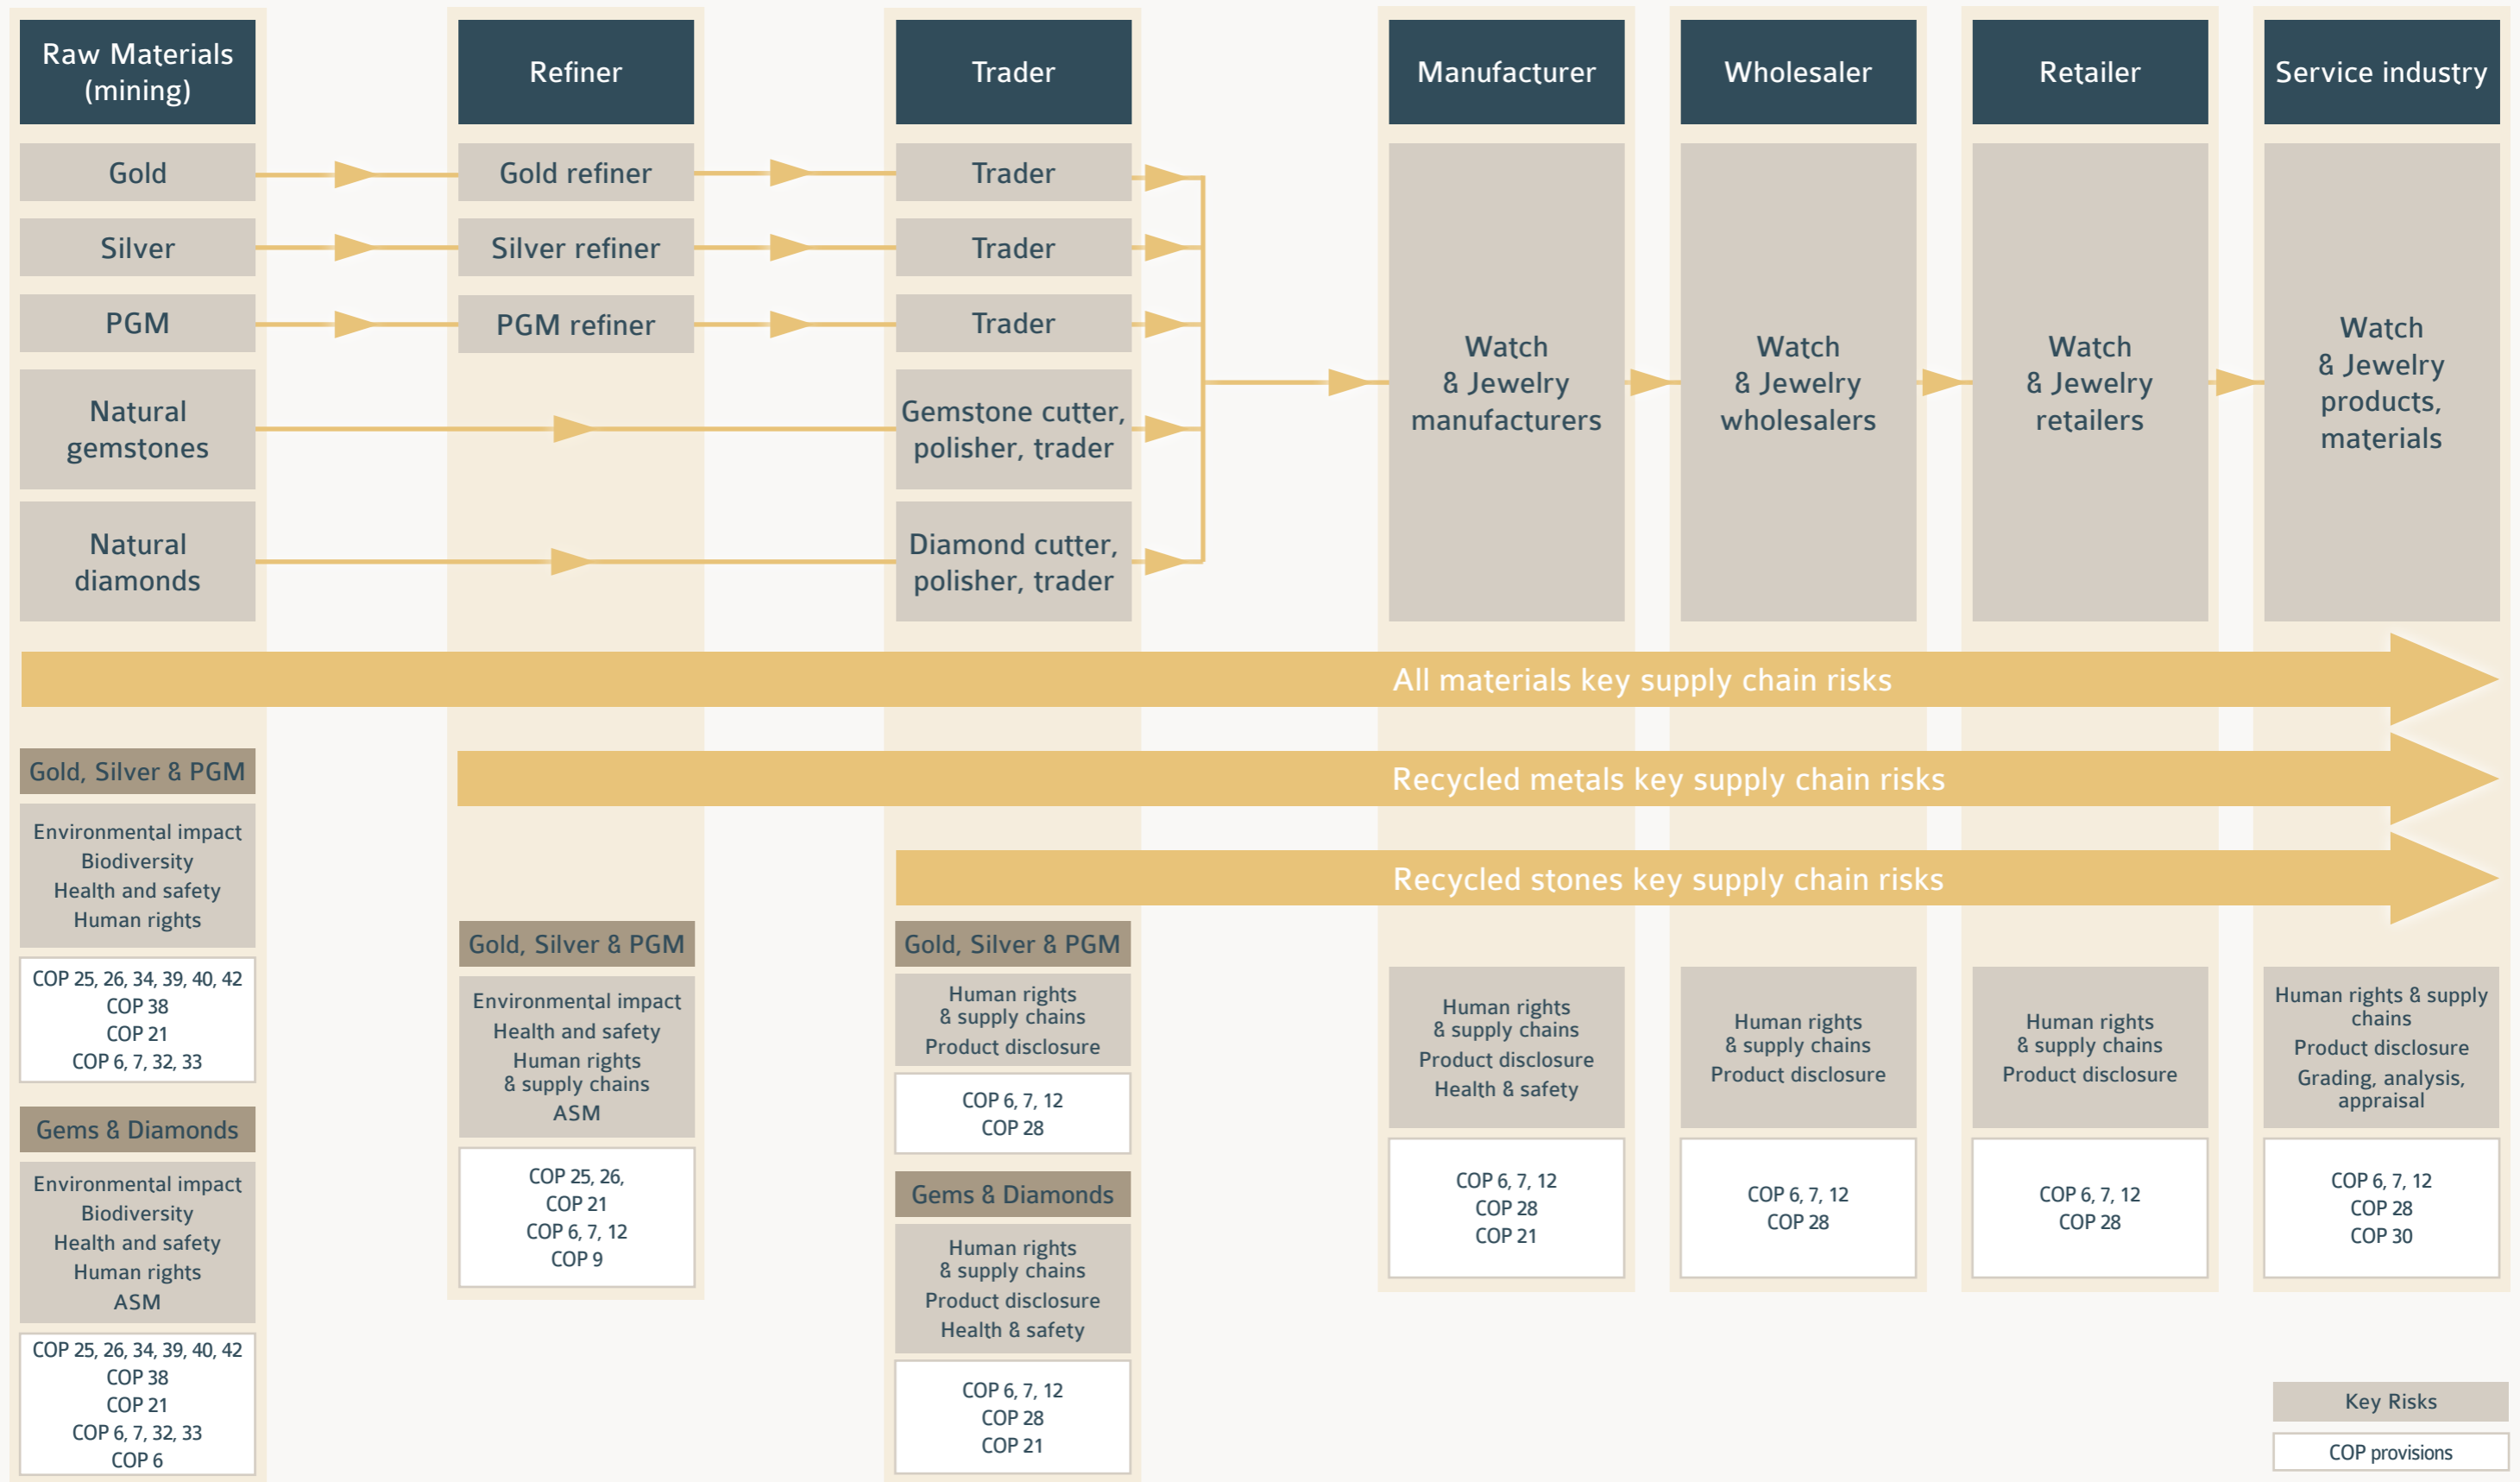 Raw Materials
(mining)
Refiner
Trader
Manufacturer
Wholesaler
Retailer
Service industry
Gold
Gold refiner
Trader
Silver
Silver refiner
Trader
PGM
PGM refiner
Trader
Natural
gemstones
Gemstone cutter,
polisher, trader
Natural
diamonds
Diamond cutter,
polisher, trader
Watch
& Jewelry
manufacturers
Watch
& Jewelry
wholesalers
Watch
& Jewelry
retailers
Watch
& Jewelry
products,
materials
All materials key supply chain risks
Recycled metals key supply chain risks
Recycled stones key supply chain risks
Gold, Silver & PGM
Environmental impact
Biodiversity
Health and safety
Human rights
COP 25, 26, 34, 39, 40, 42
COP 38
COP 21
COP 6, 7, 32, 33
Gems & Diamonds
Environmental impact
Biodiversity
Health and safety
Human rights
ASM
COP 25, 26, 34, 39, 40, 42
COP 38
COP 21
COP 6, 7, 32, 33
COP 6
Gold, Silver & PGM
Environmental impact
Health and safety
Human rights
& supply chains
ASM
COP 25, 26,
COP 21
COP 6, 7, 12
COP 9
Gold, Silver & PGM
Human rights
& supply chains
Product disclosure
COP 6, 7, 12
COP 28
Gems & Diamonds
Human rights
& supply chains
Product disclosure
Health & safety
COP 6, 7, 12
COP 28
COP 21
Human rights
& supply chains
Product disclosure
Health & safety
COP 6, 7, 12
COP 28
COP 21
Human rights
& supply chains
Product disclosure
COP 6, 7, 12
COP 28
Human rights
& supply chains
Product disclosure
COP 6, 7, 12
COP 28
Human rights & supply
chains
Product disclosure
Grading, analysis,
appraisal
COP 6, 7, 12
COP 28
COP 30
Key Risks
COP provisions